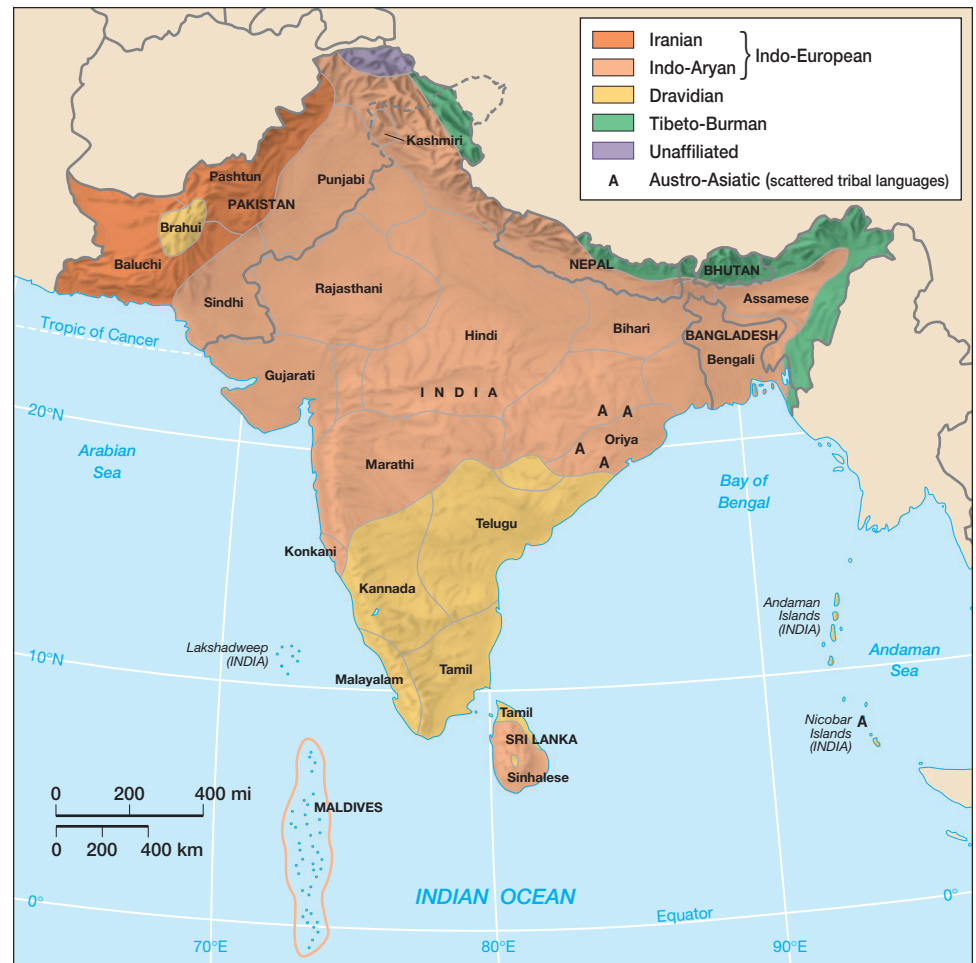 Iranian
Indo-Aryan
Indo-European
Dravidian
Tibeto-Burman
Unaffiliated
A Austro-Asiatic (scattered tribal languages)
Kashmiri
Pashtun
Punjabi
PAKISTAN
Brahui
Baluchi
NEPAL
BHUTAN
Rajasthani
Sindhi
Assamese
Tropic of Cancer
Hindi
Bihari
BANGLADESH
Bengali
Gujarati
INDIA
20°N
A A
Oriya
A
A
Arabian
Sea
Marathi
Bay of
Bengal
Telugu
Konkani
Kannada
Andaman
Islands
(INDIA)
Lakshadweep
(INDIA)
10°N
Andaman
Sea
Malayalam
Tamil
Tamil
Nicobar
Islands
(INDIA)
A
SRI LANKA
Sinhalese
0 200 400 mi
MALDIVES
0 200 400 km
INDIAN OCEAN
0°
Equator
0°
70°E
80°E
90°E